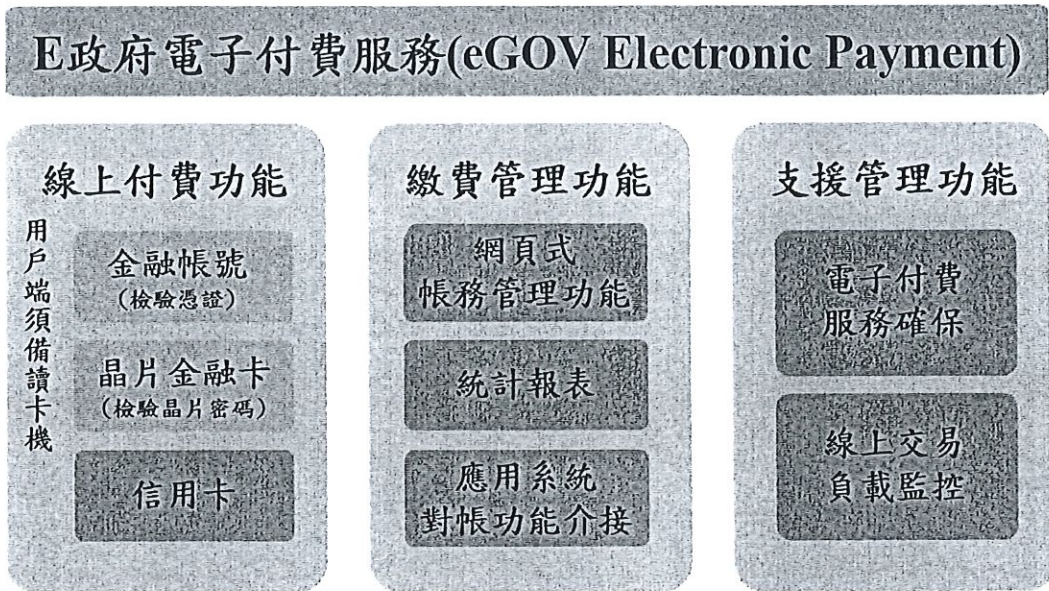 E政府電子付費服務(eGOV Electronic Payment)
線上付費功能
用戶端須備讀卡機
金融帳號
(檢驗憑證)
晶片金融卡
(檢驗晶片密碼)
信用卡
繳費管理功能
網頁式
帳務管理功能
統計報表
應用系統
對帳功能介接
支援管理功能
電子付費
服務確保
線上交易
負載監控